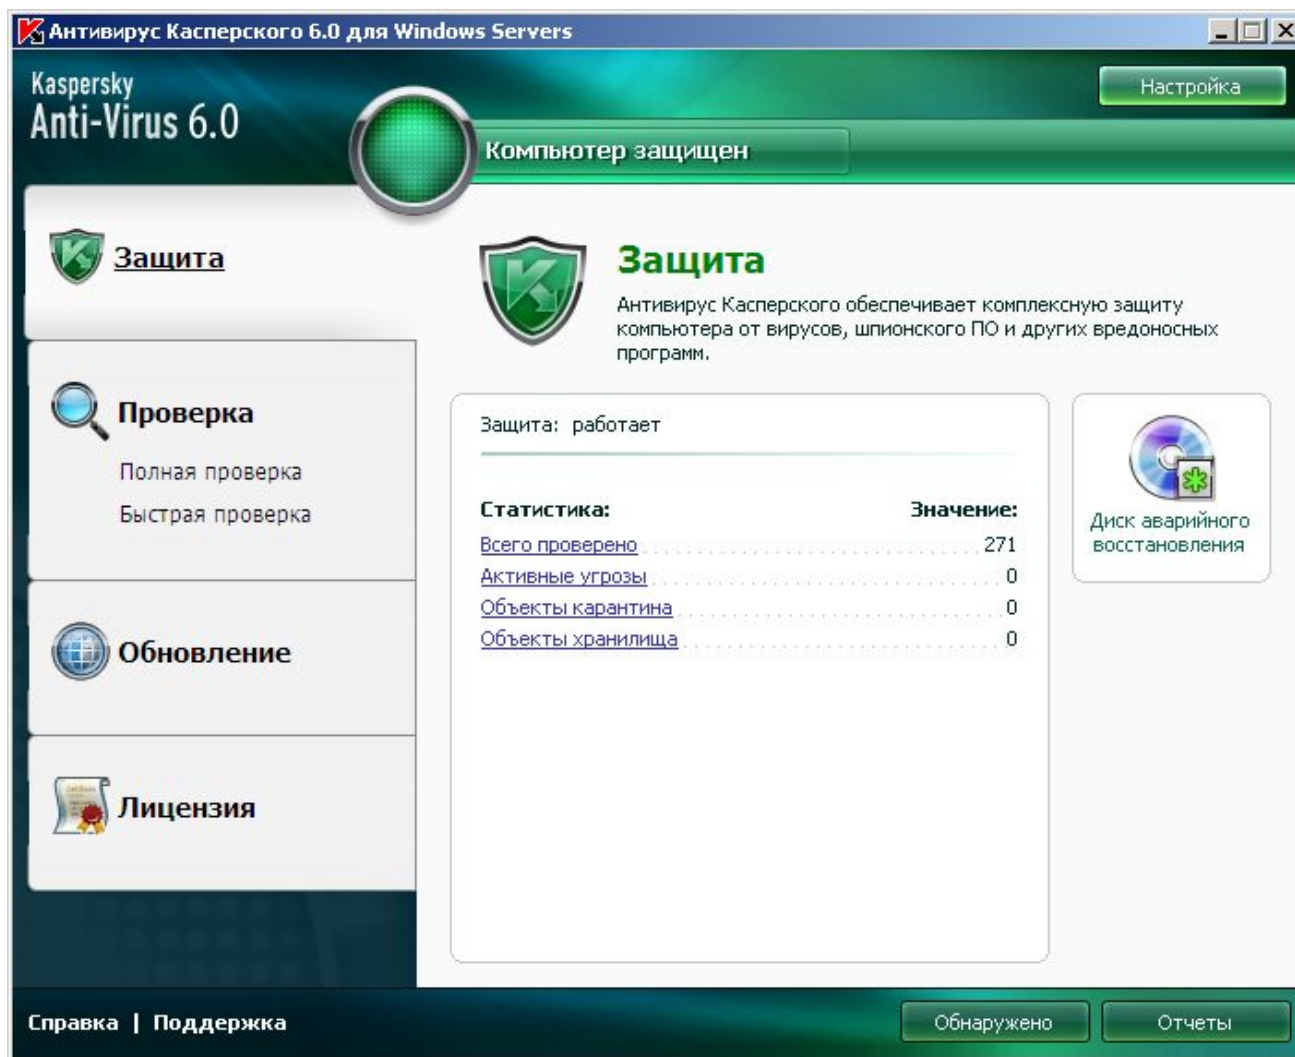 Антивирус Касперского 6.0 для Windows Servers
Kaspersky
Anti-Virus 6.0
Настройка
Компьютер защищен
Защита
Проверка
Полная проверка
Быстрая проверка
Обновление
Лицензия
Защита
Антивирус Касперского обеспечивает комплексную защиту
компьютера от вирусов, шпионского ПО и других вредоносных
программ.
Защита: работает
Статистика: Значение:
Всего проверено 271
Активные угрозы 0
Объекты карантина 0
Объекты хранилища 0
Диск аварийного
восстановления
Справка | Поддержка
Обнаружено
Отчеты